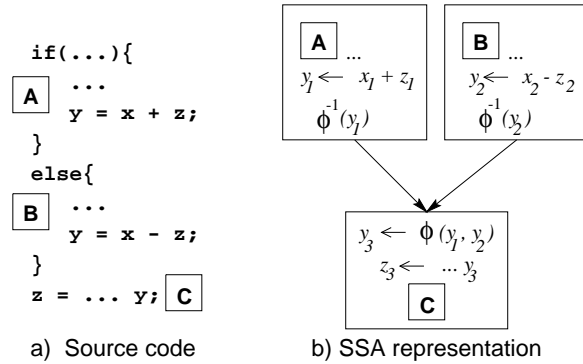 if(...){
A ...
y = x + z;
}
else{
B ...
y = x - z;
}
z = ... y; C
a) Source code
A ...
y₁ ← x₁ + z₁
ϕ⁻¹(y₁)
B ...
y₂ ← x₂ - z₂
ϕ⁻¹(y₂)
y₃ ← ϕ (y₁, y₂)
z₃ ← ... y₃
C
b) SSA representation